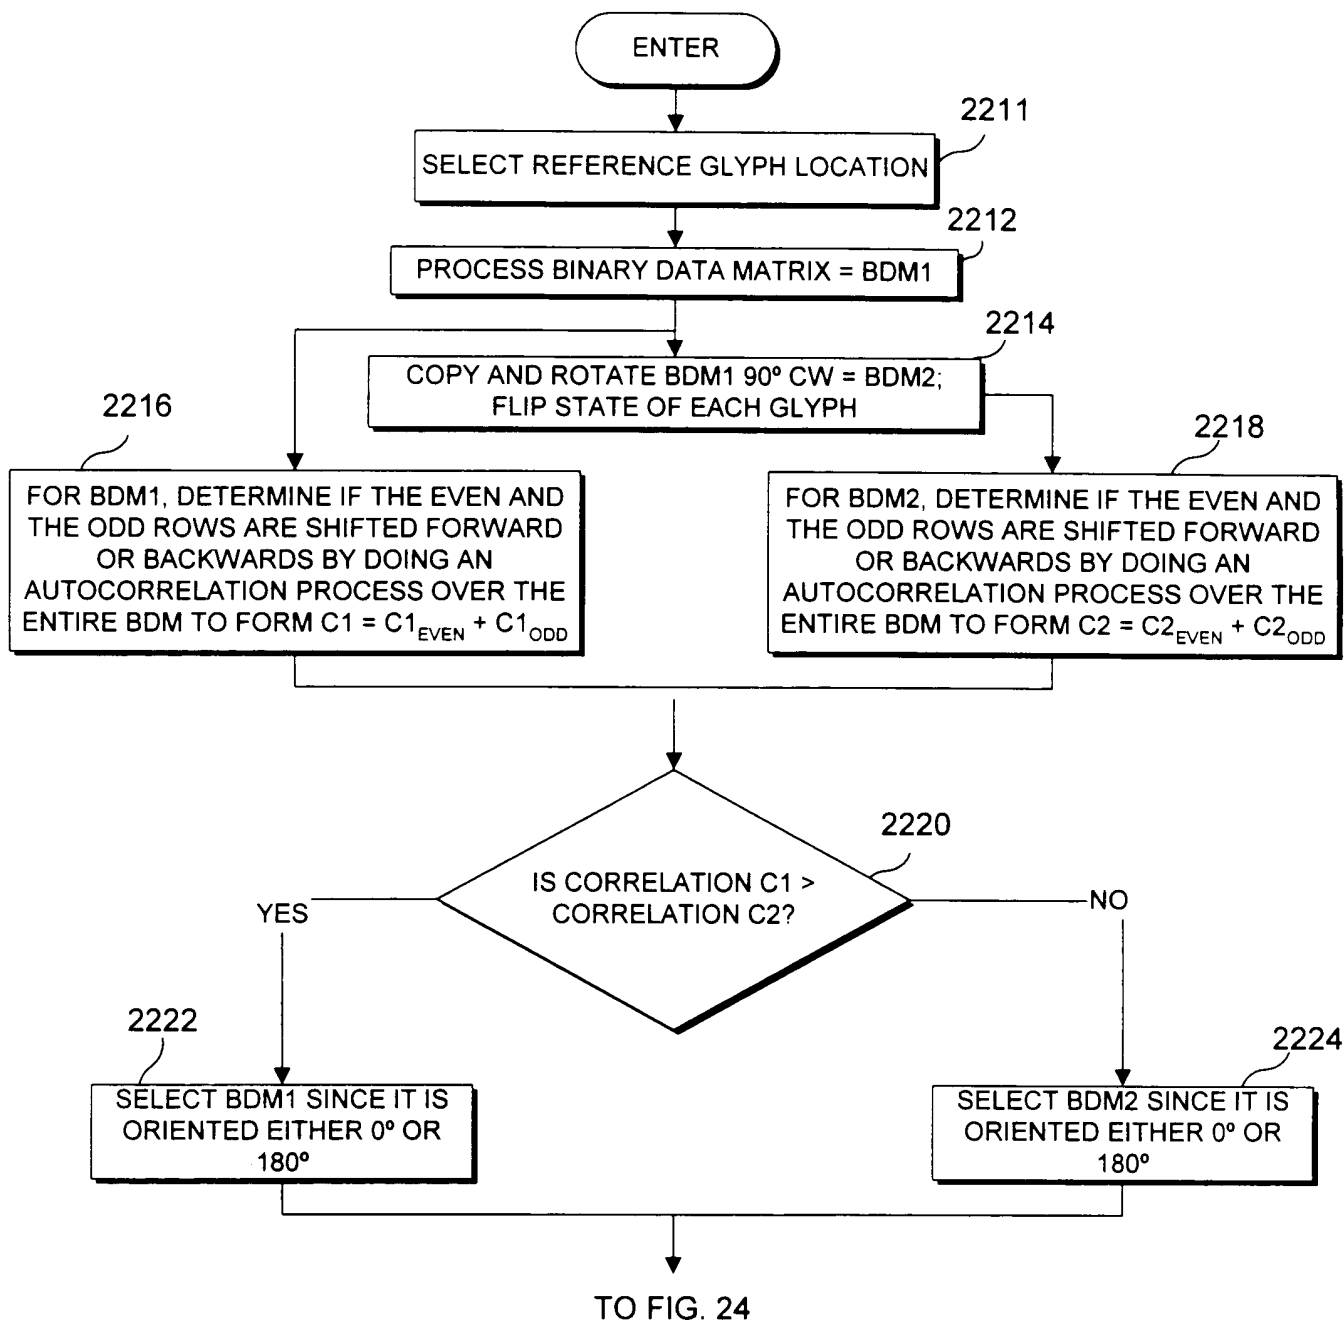 ENTER
2211
SELECT REFERENCE GLYPH LOCATION
2212
PROCESS BINARY DATA MATRIX = BDM1
2214
COPY AND ROTATE BDM1 90º CW = BDM2;
FLIP STATE OF EACH GLYPH
2216
FOR BDM1, DETERMINE IF THE EVEN AND
THE ODD ROWS ARE SHIFTED FORWARD
OR BACKWARDS BY DOING AN
AUTOCORRELATION PROCESS OVER THE
ENTIRE BDM TO FORM C1 = C1EVEN + C1ODD
2218
FOR BDM2, DETERMINE IF THE EVEN AND
THE ODD ROWS ARE SHIFTED FORWARD
OR BACKWARDS BY DOING AN
AUTOCORRELATION PROCESS OVER THE
ENTIRE BDM TO FORM C2 = C2EVEN + C2ODD
2220
IS CORRELATION C1 >
CORRELATION C2?
YES
NO
2222
SELECT BDM1 SINCE IT IS
ORIENTED EITHER 0º OR
180º
2224
SELECT BDM2 SINCE IT IS
ORIENTED EITHER 0º OR
180º
TO FIG. 24